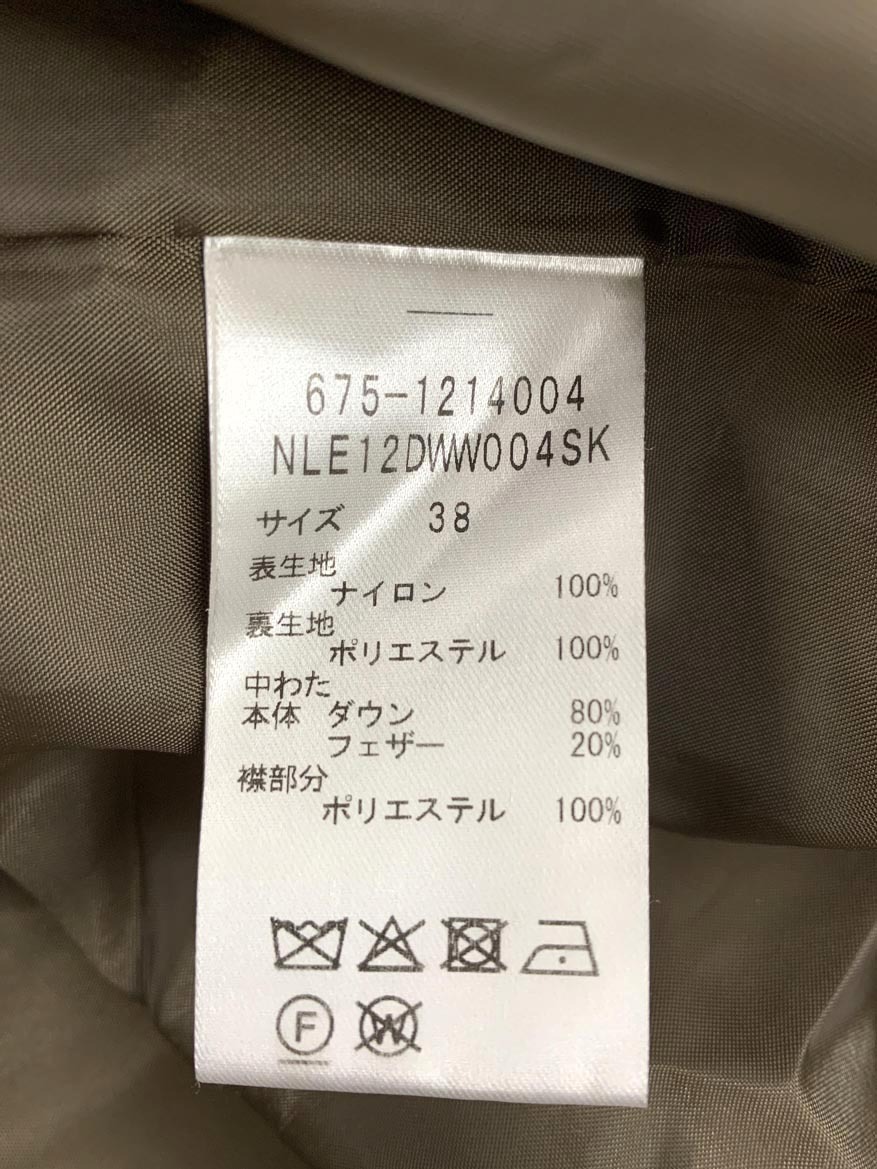 675-1214004
NLE12DWW004SK
サイズ 38
表生地
ナイロン 100%
裏生地
ポリエステル 100%
中わた
本体 ダウン 80%
フェザー 20%
襟部分
ポリエステル 100%
F W